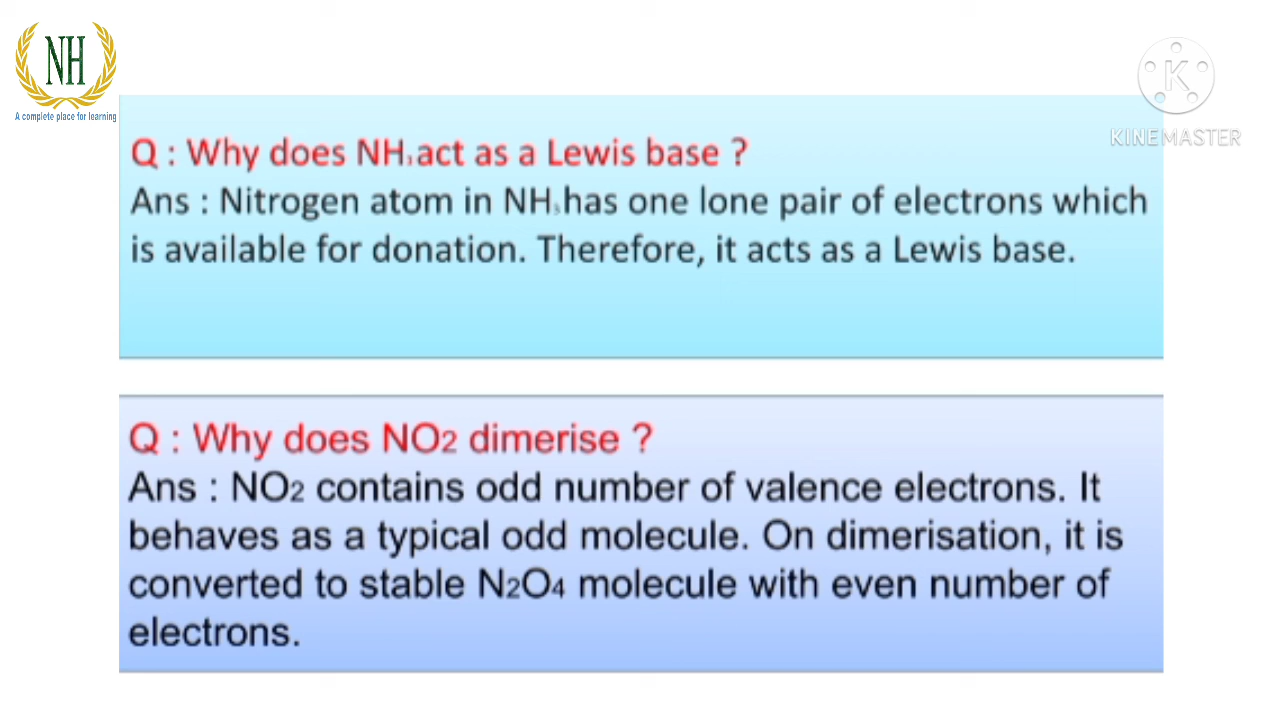 NH
A complete place for learning
K
KINEMASTER
Q : Why does NH₃ act as a Lewis base ?
Ans : Nitrogen atom in NH₃ has one lone pair of electrons which
is available for donation. Therefore, it acts as a Lewis base.
Q : Why does NO2 dimerise ?
Ans : NO2 contains odd number of valence electrons. It
behaves as a typical odd molecule. On dimerisation, it is
converted to stable N2O4 molecule with even number of
electrons.